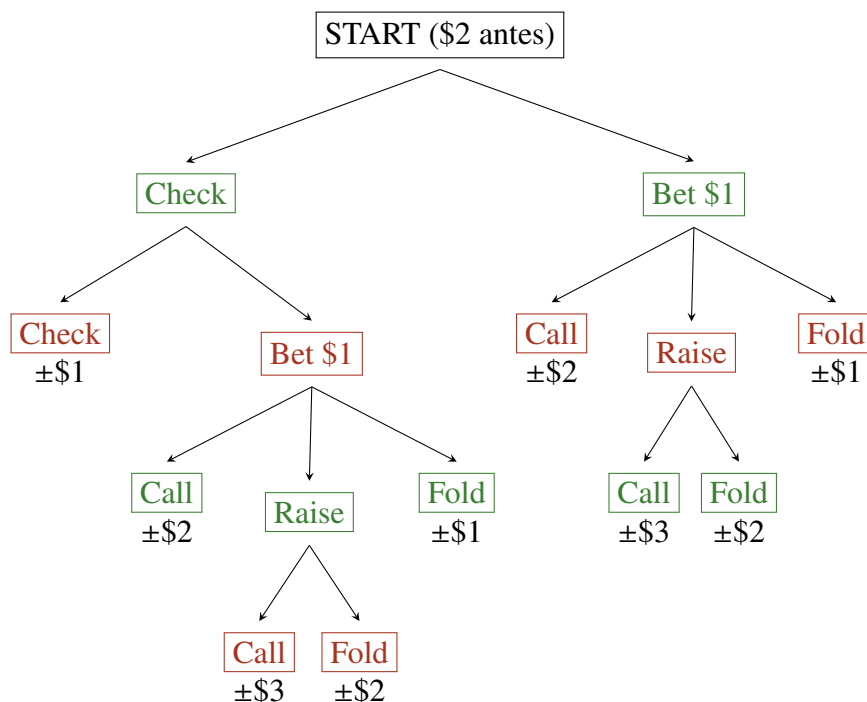 START ($2 antes)
Check
Bet $1
Check
±$1
Bet $1
Call
±$2
Raise
Fold
±$1
Call
±$2
Raise
Fold
±$1
Call
±$3
Fold
±$2
Call
±$3
Fold
±$2